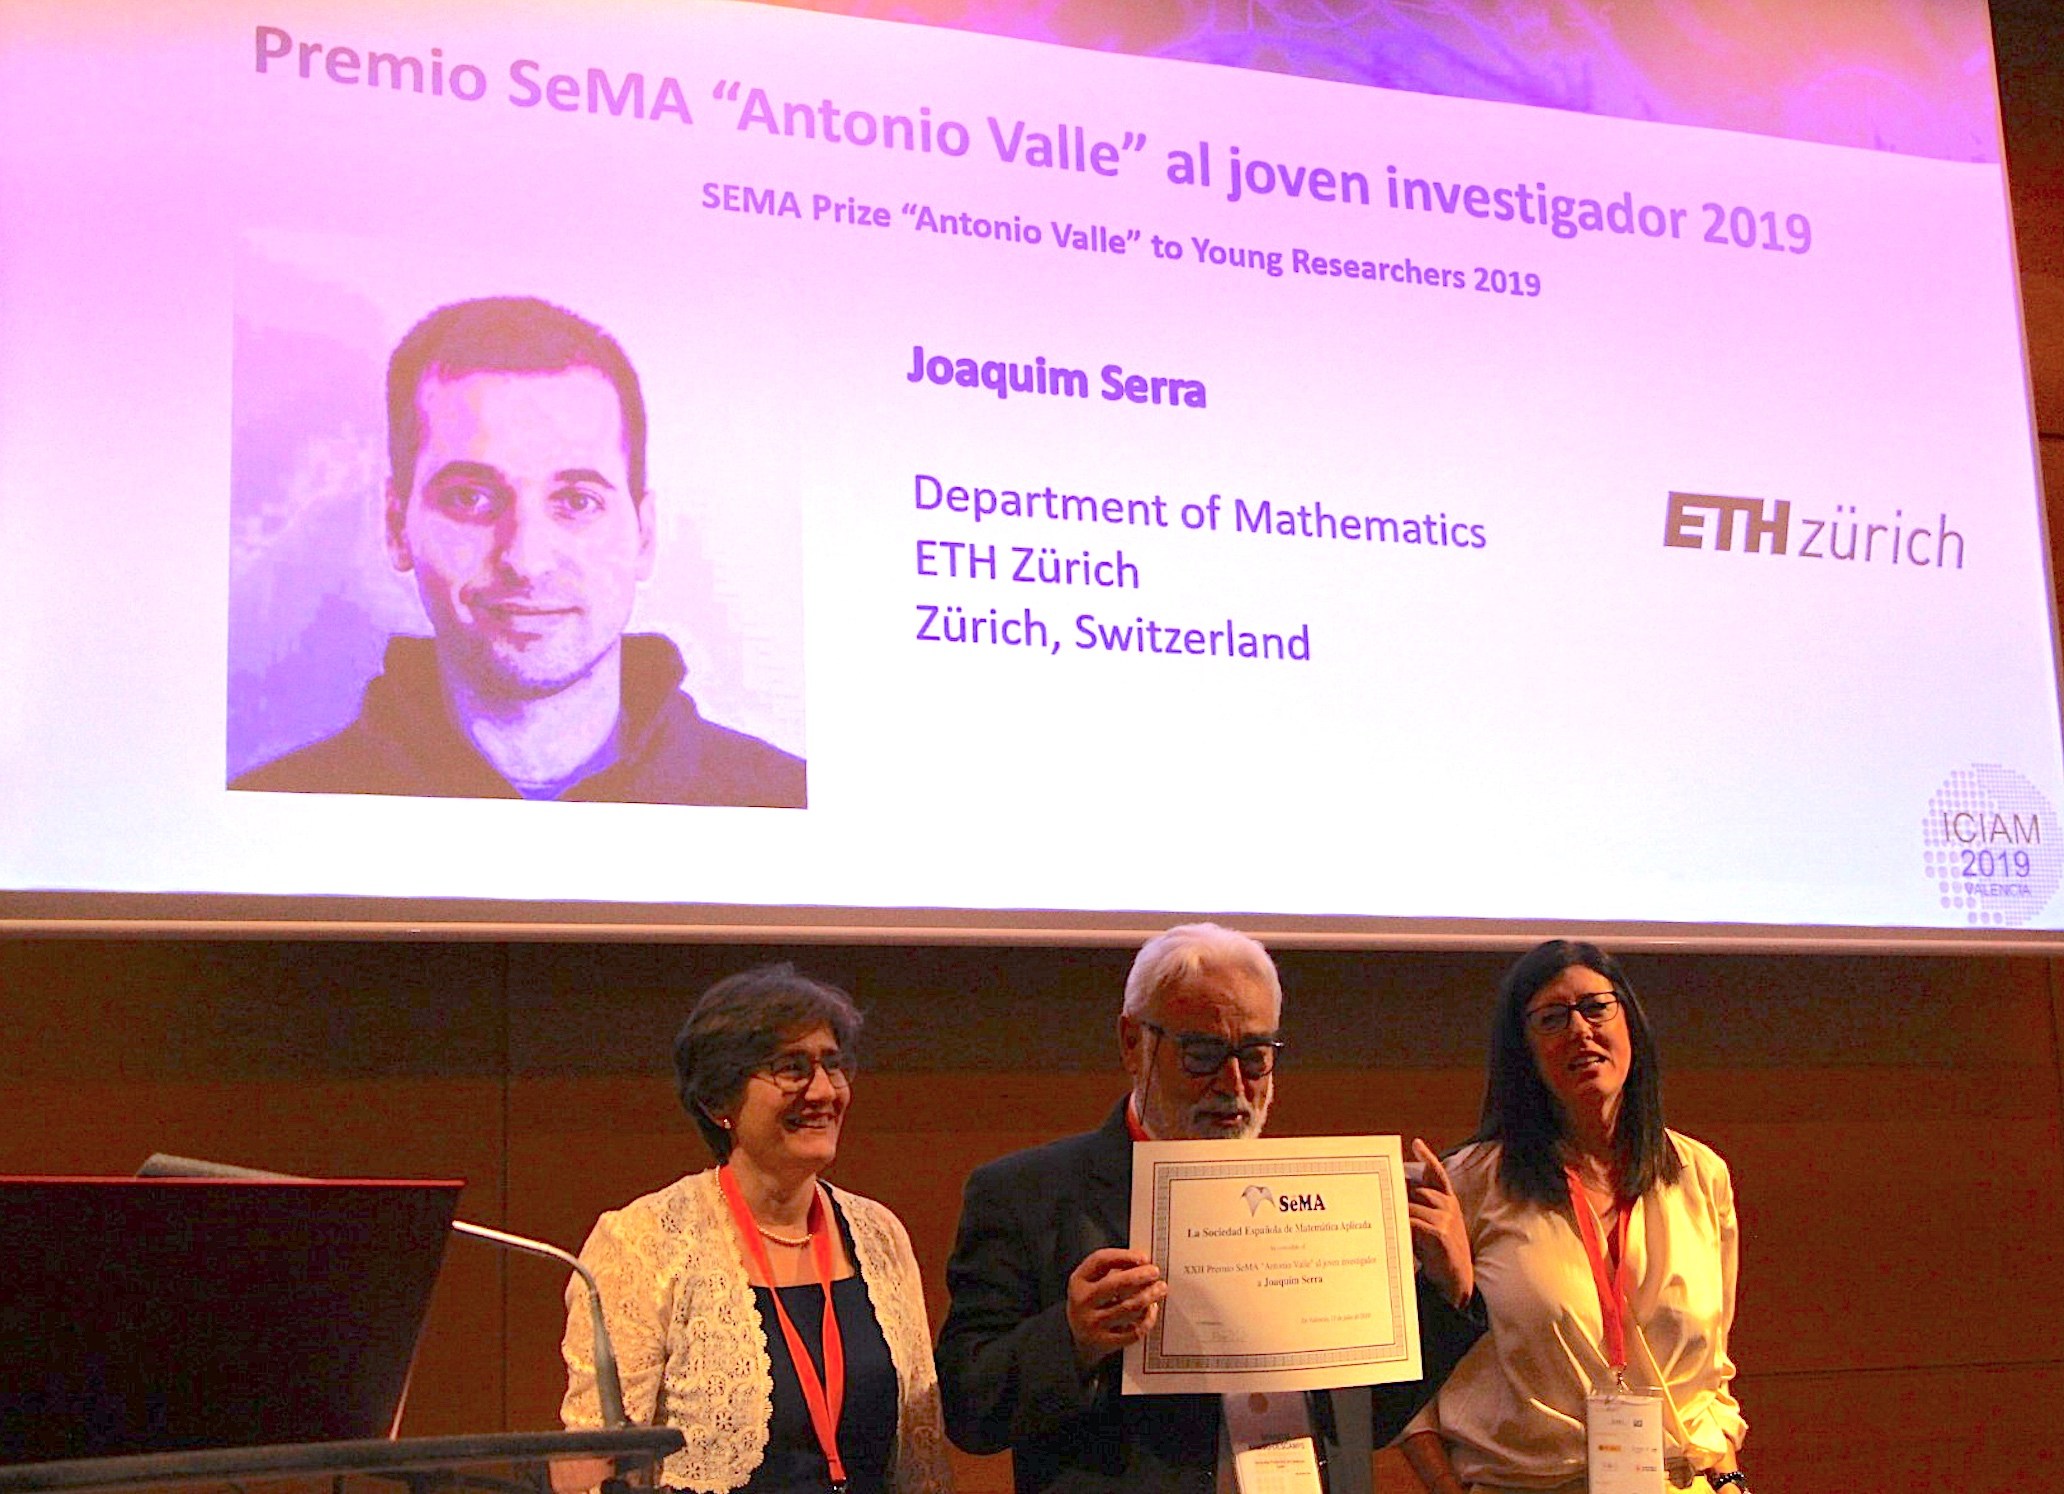 Premio SeMA “Antonio Valle” al joven investigador 2019
SEMA Prize “Antonio Valle” to Young Researchers 2019
Joaquim Serra
Department of Mathematics
ETH Zürich
Zürich, Switzerland
ETH zürich
ICIAM
2019
VALENCIA
SēMA
La Sociedad Española de Matemática Aplicada
XXII Premio SeMA "Antonio Valle" al joven investigador
a Joaquim Serra